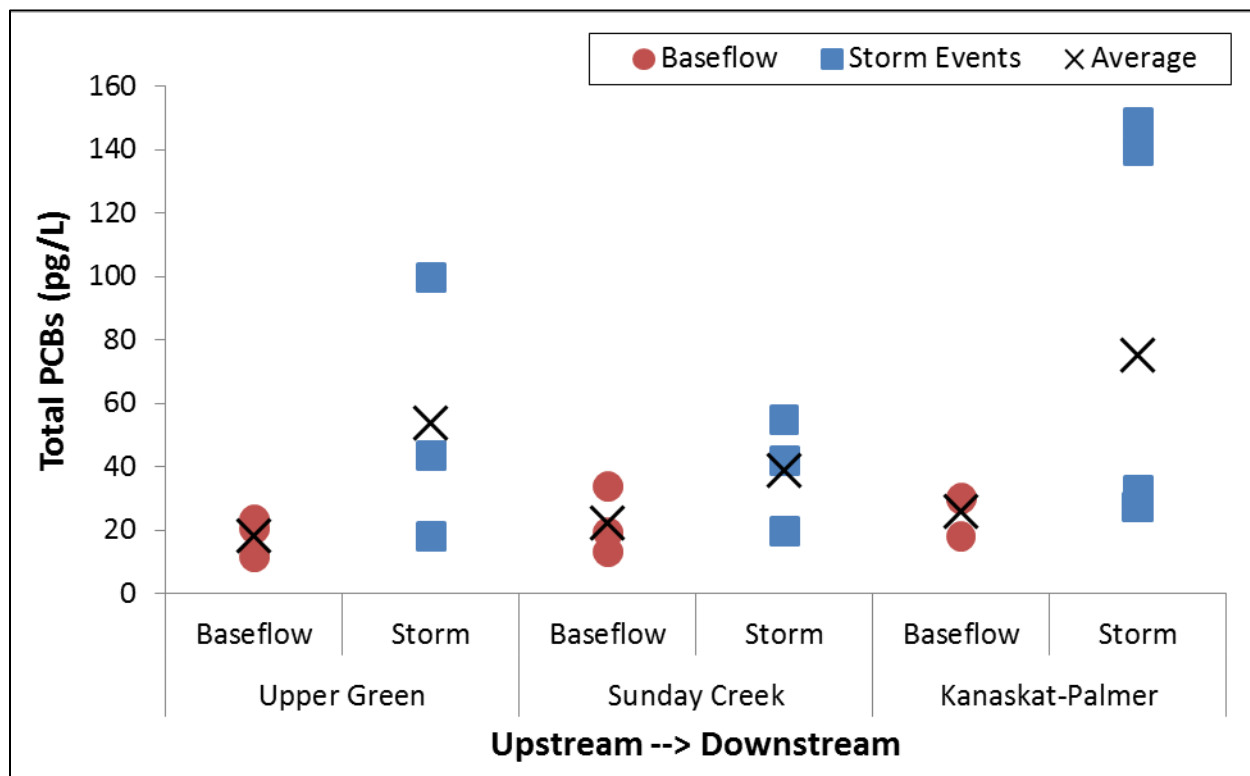 Baseflow Storm Events Average
160
140
120
100
80
60
40
20
0
Total PCBs (pg/L)
Baseflow Storm Baseflow Storm Baseflow Storm
Upper Green Sunday Creek Kanaskat-Palmer
Upstream --> Downstream